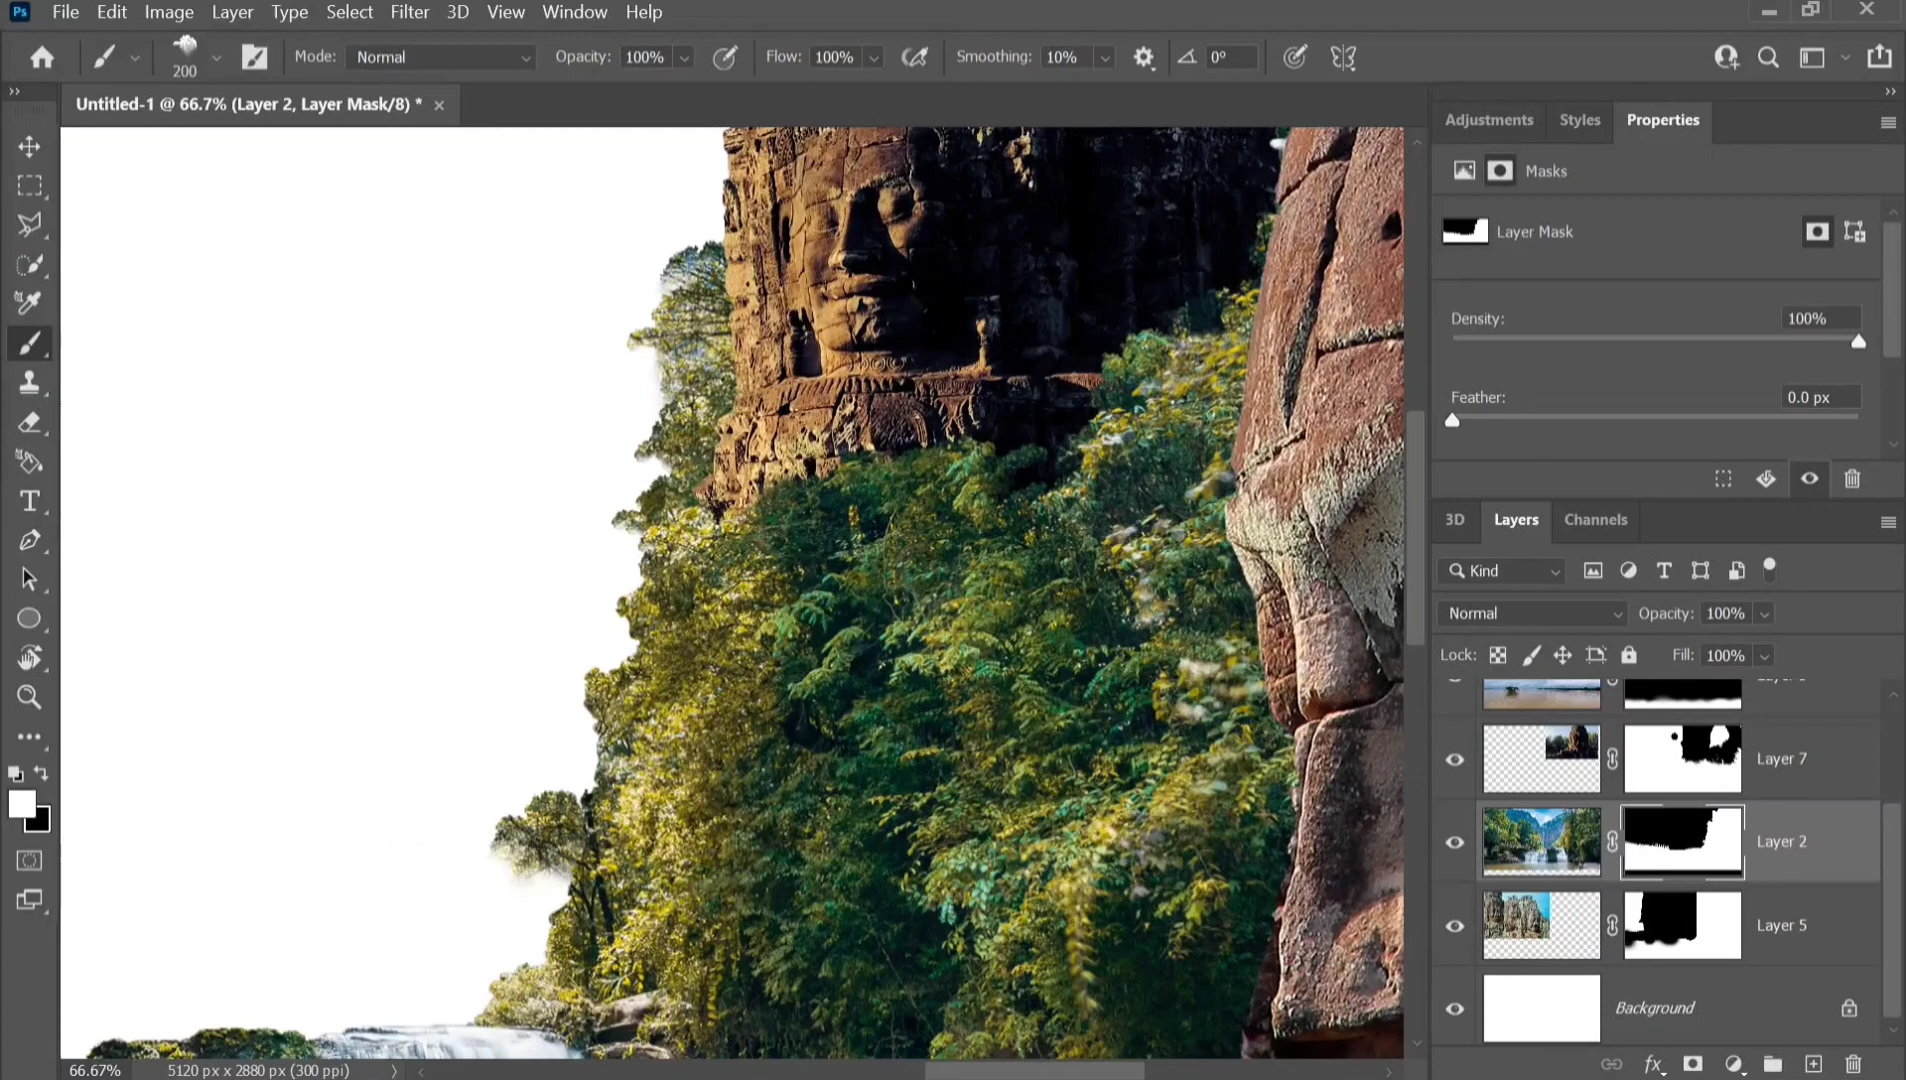 Ps File Edit Image Layer Type Select Filter 3D View Window Help
200 Mode: Normal Opacity: 100% Flow: 100% Smoothing: 10% 0°
Untitled-1 @ 66.7% (Layer 2, Layer Mask/8) *
Adjustments Styles Properties
Masks
Layer Mask
Density: 100%
Feather: 0.0 px
3D Layers Channels
Kind
Normal Opacity: 100%
Lock: Fill: 100%
Layer 7
Layer 2
Layer 5
Background
fx
66.67% 5120 px x 2880 px (300 ppi)